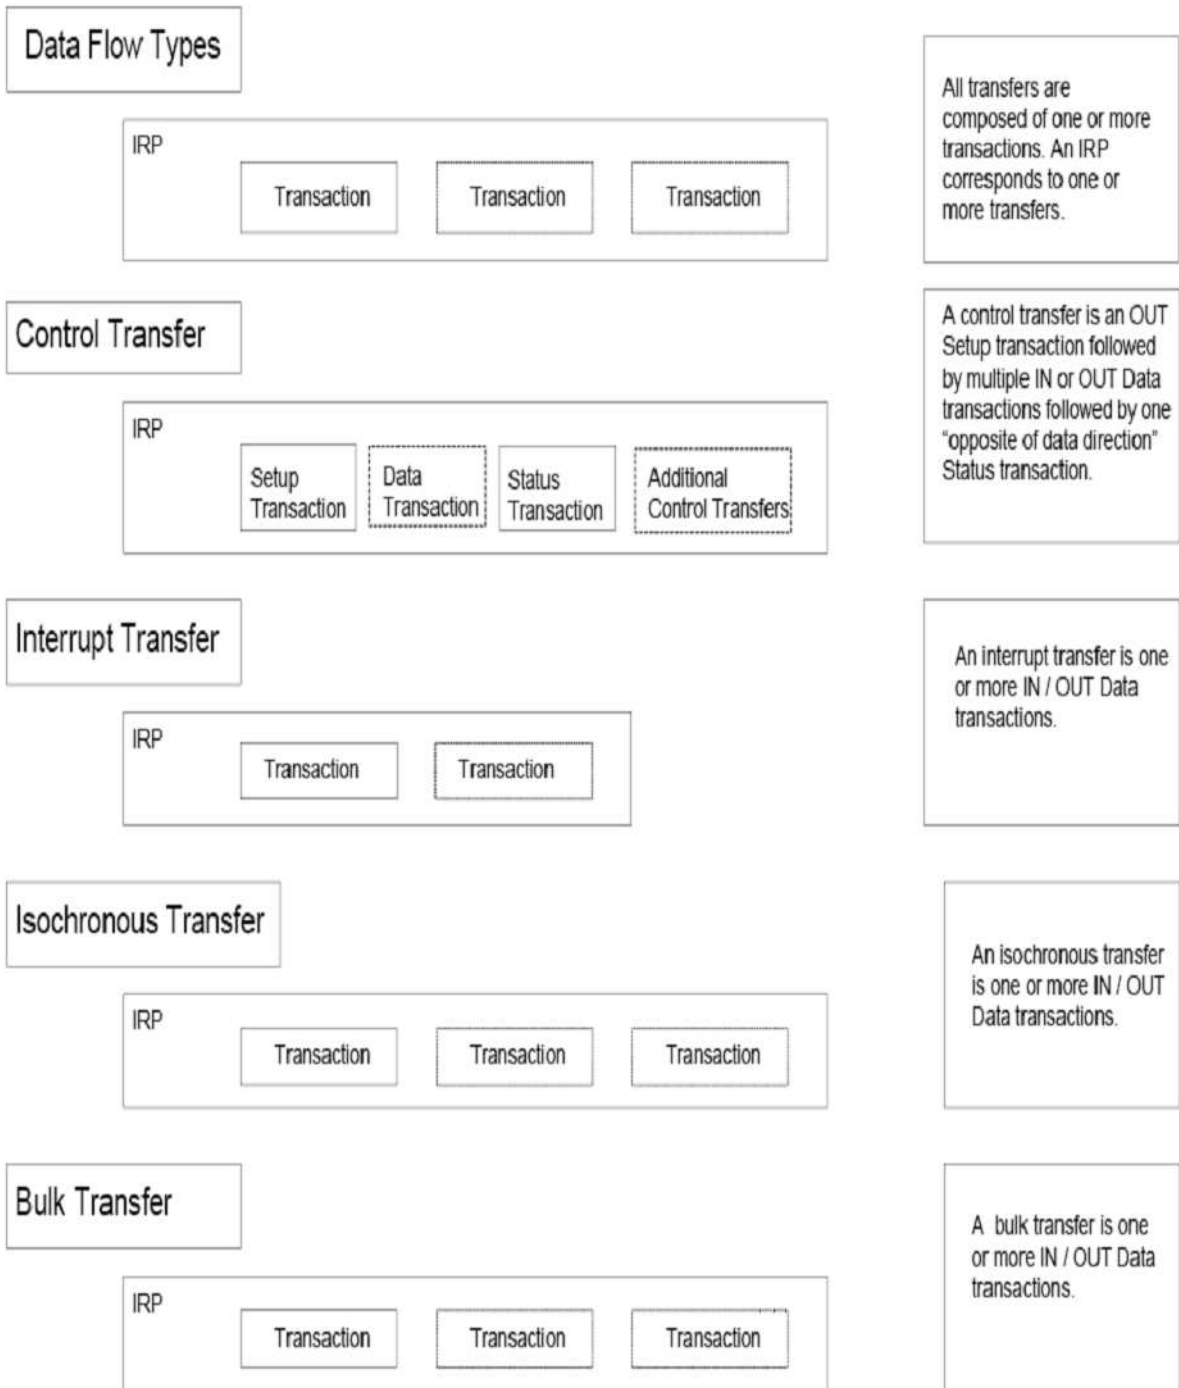 Data Flow Types
IRP
Transaction
Transaction
Transaction
All transfers are
composed of one or more
transactions. An IRP
corresponds to one or
more transfers.
Control Transfer
IRP
Setup
Transaction
Data
Transaction
Status
Transaction
Additional
Control Transfers
A control transfer is an OUT
Setup transaction followed
by multiple IN or OUT Data
transactions followed by one
“opposite of data direction”
Status transaction.
Interrupt Transfer
IRP
Transaction
Transaction
An interrupt transfer is one
or more IN / OUT Data
transactions.
Isochronous Transfer
IRP
Transaction
Transaction
Transaction
An isochronous transfer
is one or more IN / OUT
Data transactions.
Bulk Transfer
IRP
Transaction
Transaction
Transaction
A bulk transfer is one
or more IN / OUT Data
transactions.